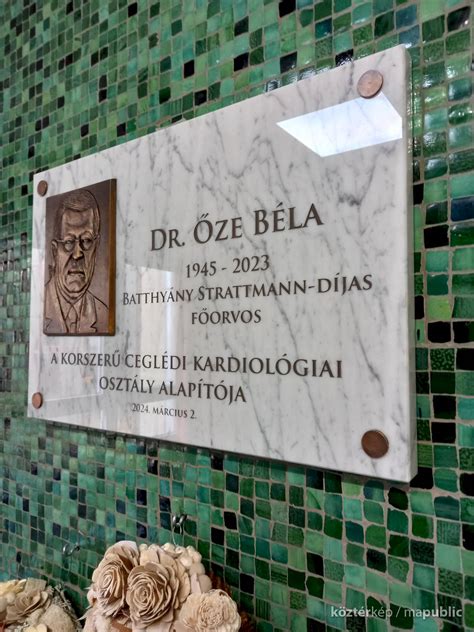 Dr. Őze Béla
1945 - 2023
Batthyány Strattmann-díjas
főorvos
A korszerű ceglédi kardiológiai
osztály alapítója
2024. március 2.
köztérkép / mapublic